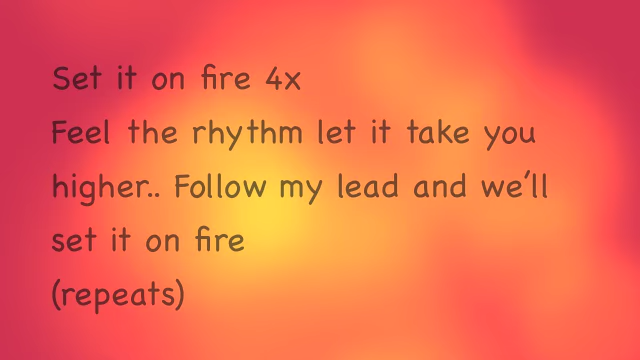 Set it on fire 4x
Feel the rhythm let it take you
higher.. Follow my lead and we'll
set it on fire
(repeats)